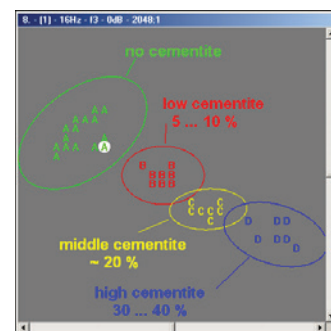 8. - [1] - 16Hz - f3 - 0dB - 2048:1
no cementite
A A
A A A A
A A
A A A A
A
low cementite
5 ... 10 %
B B
B B B
B B B
C
C C C C
C
D D D
D D D
D
middle cementite
~ 20 %
high cementite
30 ... 40 %